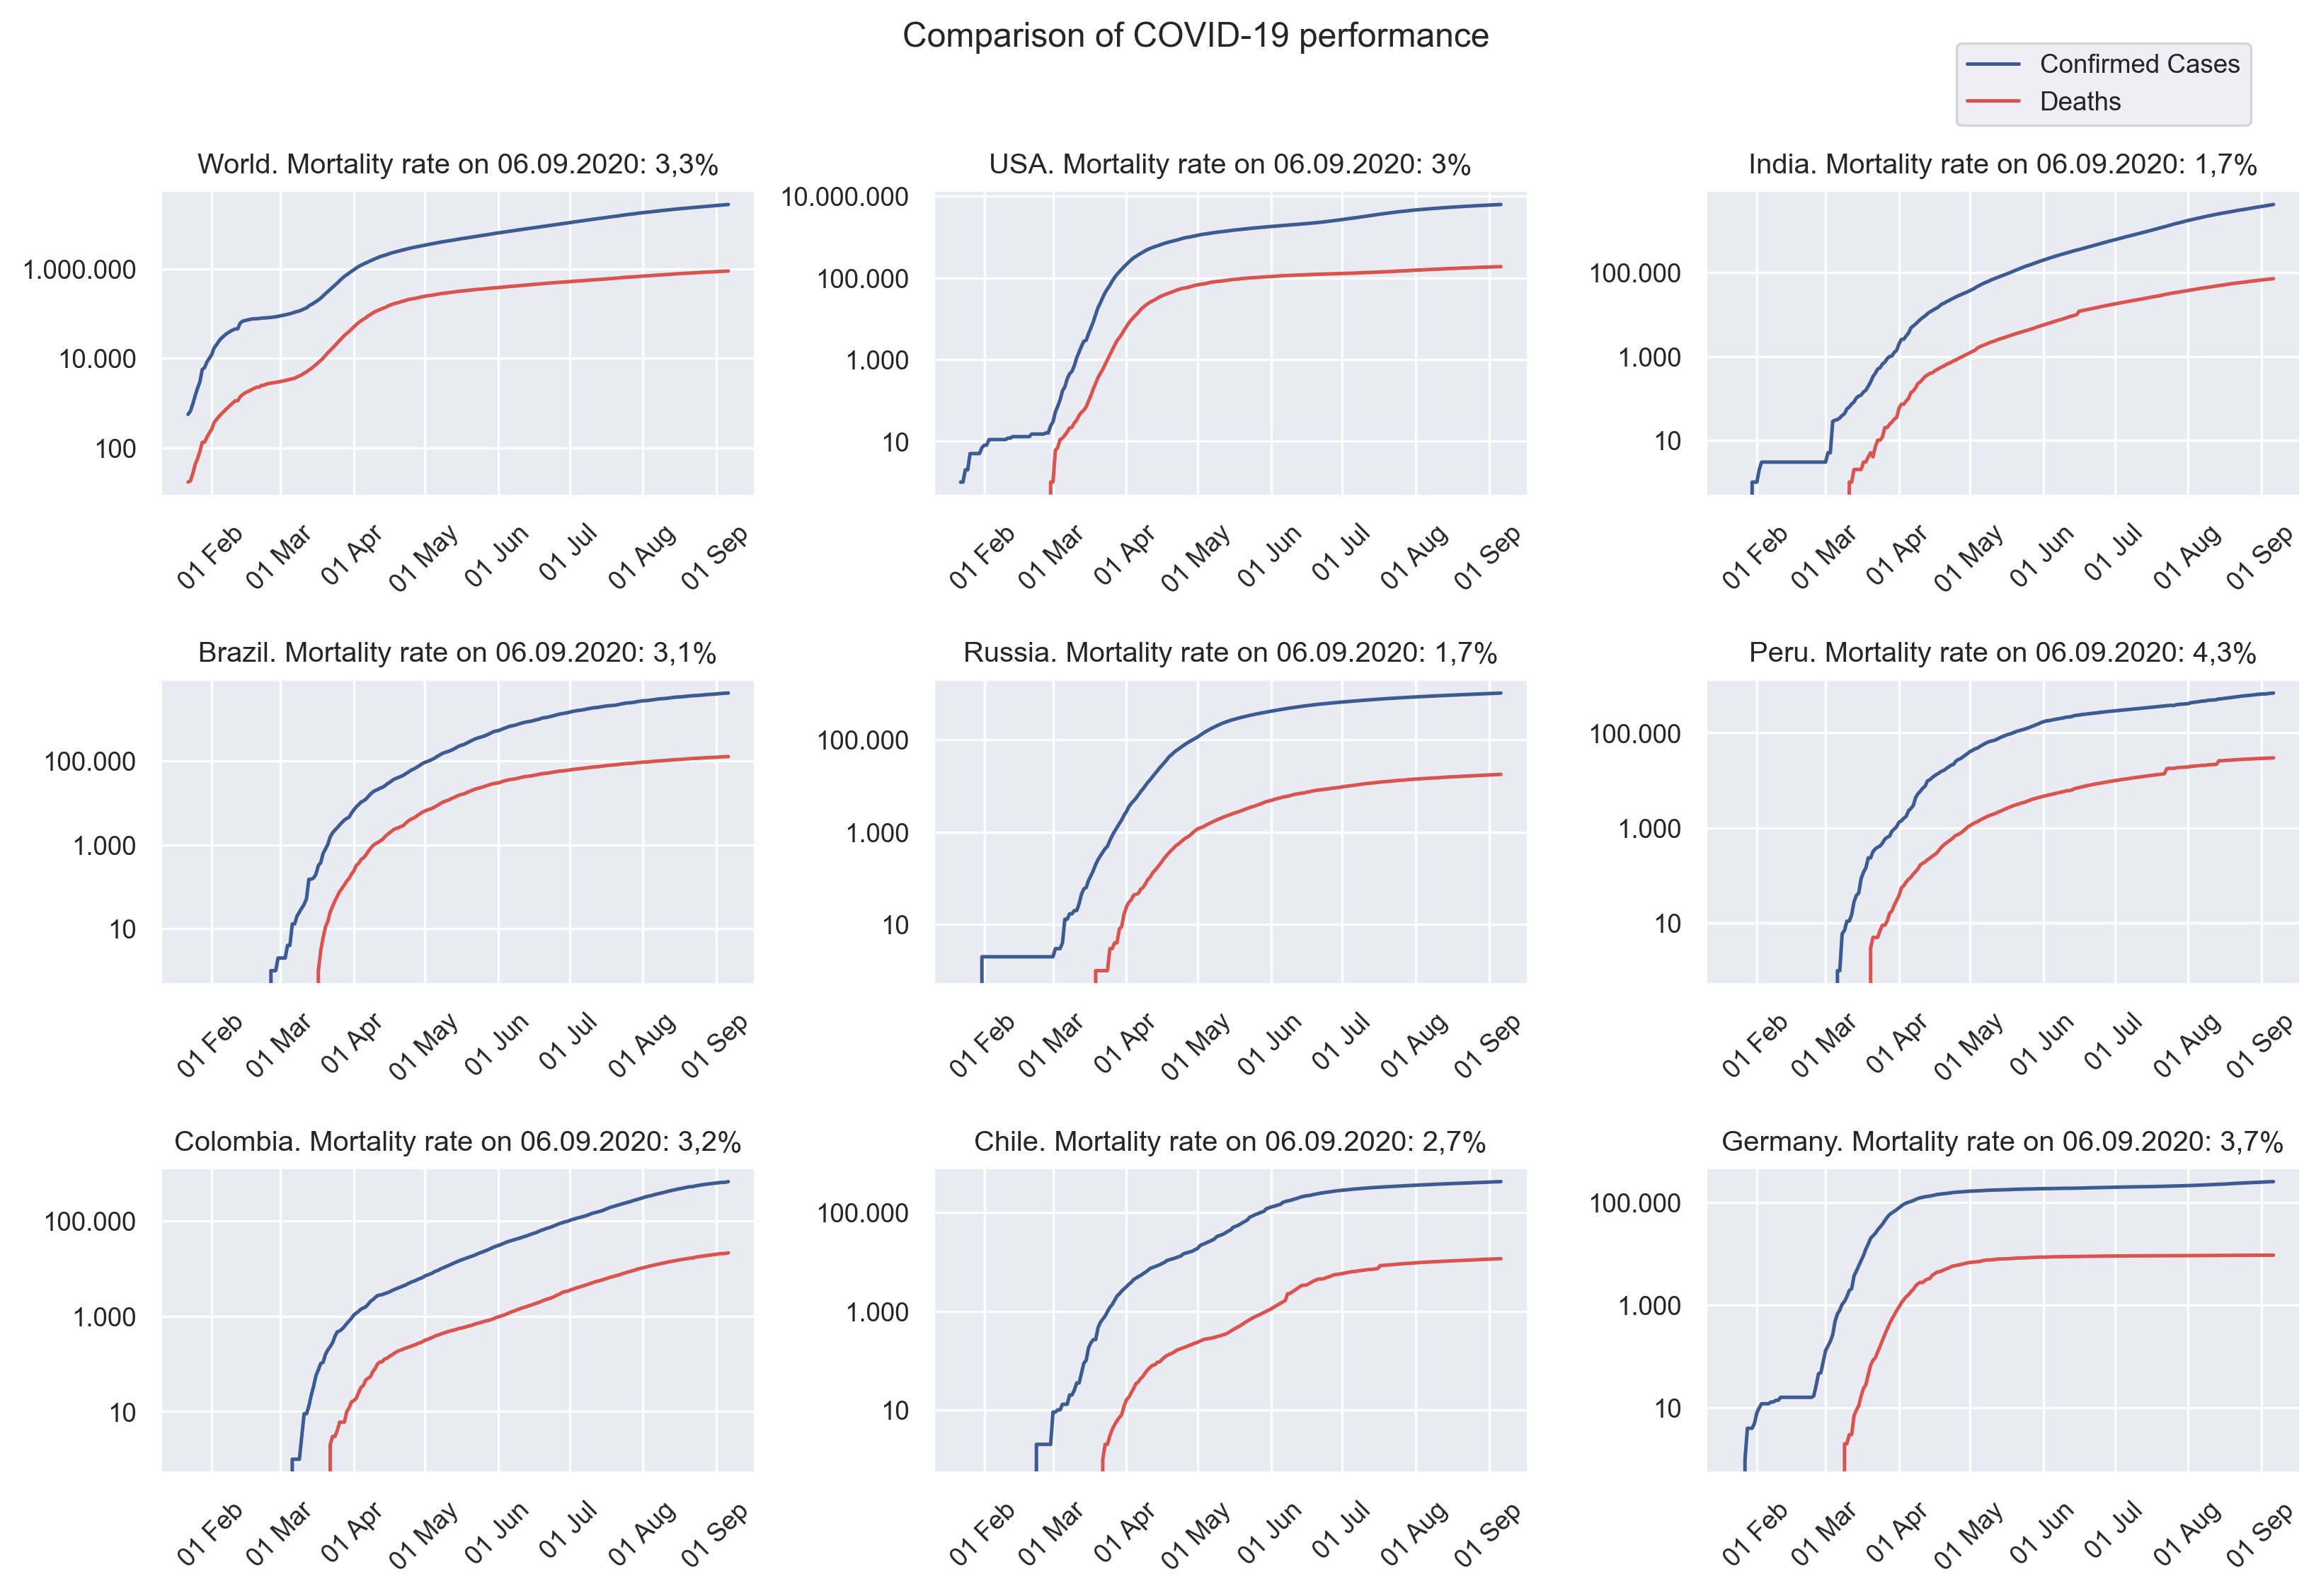 Comparison of COVID-19 performance
Confirmed Cases
Deaths
World. Mortality rate on 06.09.2020: 3,3%
1.000.000
10.000
100
01 Feb
01 Mar
01 Apr
01 May
01 Jun
01 Jul
01 Aug
01 Sep
USA. Mortality rate on 06.09.2020: 3%
10.000.000
100.000
1.000
10
01 Feb
01 Mar
01 Apr
01 May
01 Jun
01 Jul
01 Aug
01 Sep
India. Mortality rate on 06.09.2020: 1,7%
100.000
1.000
10
01 Feb
01 Mar
01 Apr
01 May
01 Jun
01 Jul
01 Aug
01 Sep
Brazil. Mortality rate on 06.09.2020: 3,1%
100.000
1.000
10
01 Feb
01 Mar
01 Apr
01 May
01 Jun
01 Jul
01 Aug
01 Sep
Russia. Mortality rate on 06.09.2020: 1,7%
100.000
1.000
10
01 Feb
01 Mar
01 Apr
01 May
01 Jun
01 Jul
01 Aug
01 Sep
Peru. Mortality rate on 06.09.2020: 4,3%
100.000
1.000
10
01 Feb
01 Mar
01 Apr
01 May
01 Jun
01 Jul
01 Aug
01 Sep
Colombia. Mortality rate on 06.09.2020: 3,2%
100.000
1.000
10
01 Feb
01 Mar
01 Apr
01 May
01 Jun
01 Jul
01 Aug
01 Sep
Chile. Mortality rate on 06.09.2020: 2,7%
100.000
1.000
10
01 Feb
01 Mar
01 Apr
01 May
01 Jun
01 Jul
01 Aug
01 Sep
Germany. Mortality rate on 06.09.2020: 3,7%
100.000
1.000
10
01 Feb
01 Mar
01 Apr
01 May
01 Jun
01 Jul
01 Aug
01 Sep